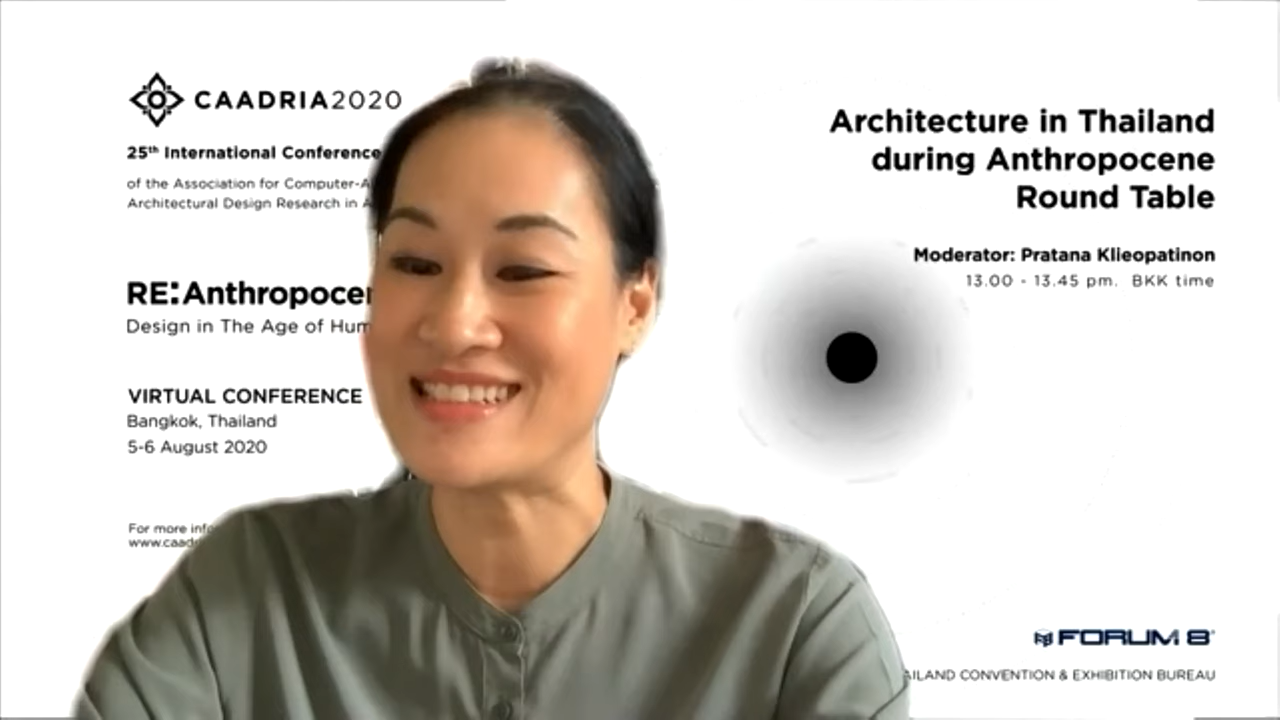 CAADRIA2020
25th International Conference
of the Association for Computer-A
Architectural Design Research in A
RE:Anthropocen
Design in The Age of Hum
VIRTUAL CONFERENCE
Bangkok, Thailand
5-6 August 2020
For more info
www.caadr
Architecture in Thailand
during Anthropocene
Round Table
Moderator: Pratana Klieopatinon
13.00 - 13.45 pm. BKK time
FORUM 8
AILAND CONVENTION & EXHIBITION BUREAU